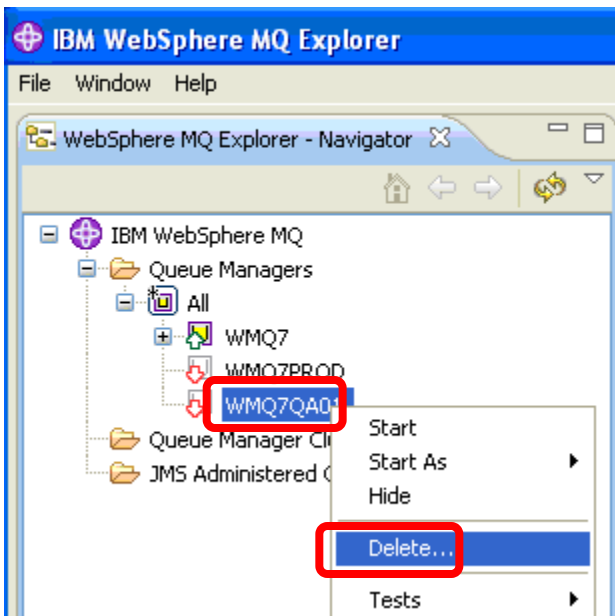 IBM WebSphere MQ Explorer
File Window Help
WebSphere MQ Explorer - Navigator
IBM WebSphere MQ
Queue Managers
All
WMQ7
WMQ7PROD
WMQ7QA01
Queue Manager Cl
JMS Administered
Start
Start As
Hide
Delete...
Tests